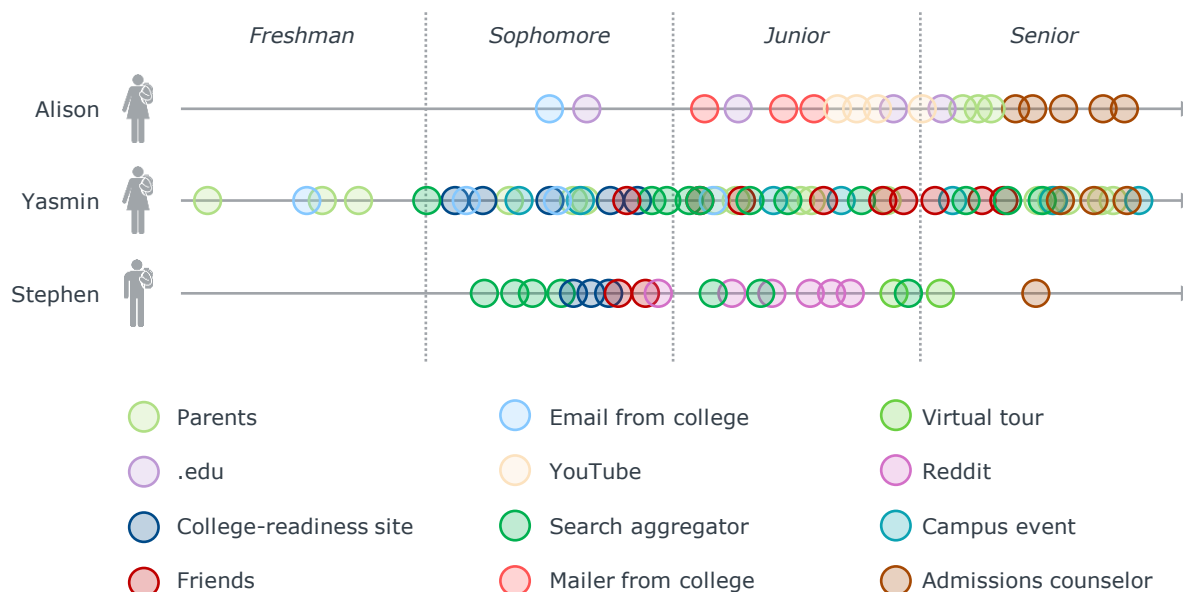 Freshman Sophomore Junior Senior
Alison
Yasmin
Stephen
Parents Email from college Virtual tour
.edu YouTube Reddit
College-readiness site Search aggregator Campus event
Friends Mailer from college Admissions counselor